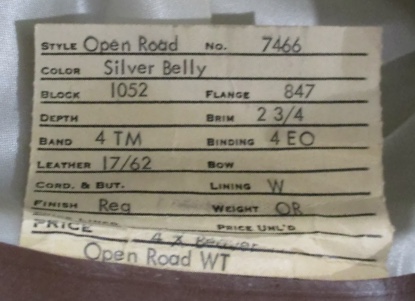 STYLE Open Road No. 7466
COLOR Silver Belly
BLOCK 1052 FLANGE 847
DEPTH BRIM 2 3/4
BAND 4 TM BINDING 4 EO
LEATHER 17/62 BOW
CORD. & BUT. LINING W
FINISH Reg WEIGHT OR
PRICE PRICE UNL'D
4 X Beaver
Open Road WT